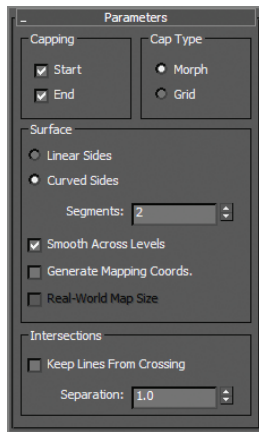 - Parameters
Capping
Start
End
Cap Type
Morph
Grid
Surface
Linear Sides
Curved Sides
Segments: 2
Smooth Across Levels
Generate Mapping Coords.
Real-World Map Size
Intersections
Keep Lines From Crossing
Separation: 1.0